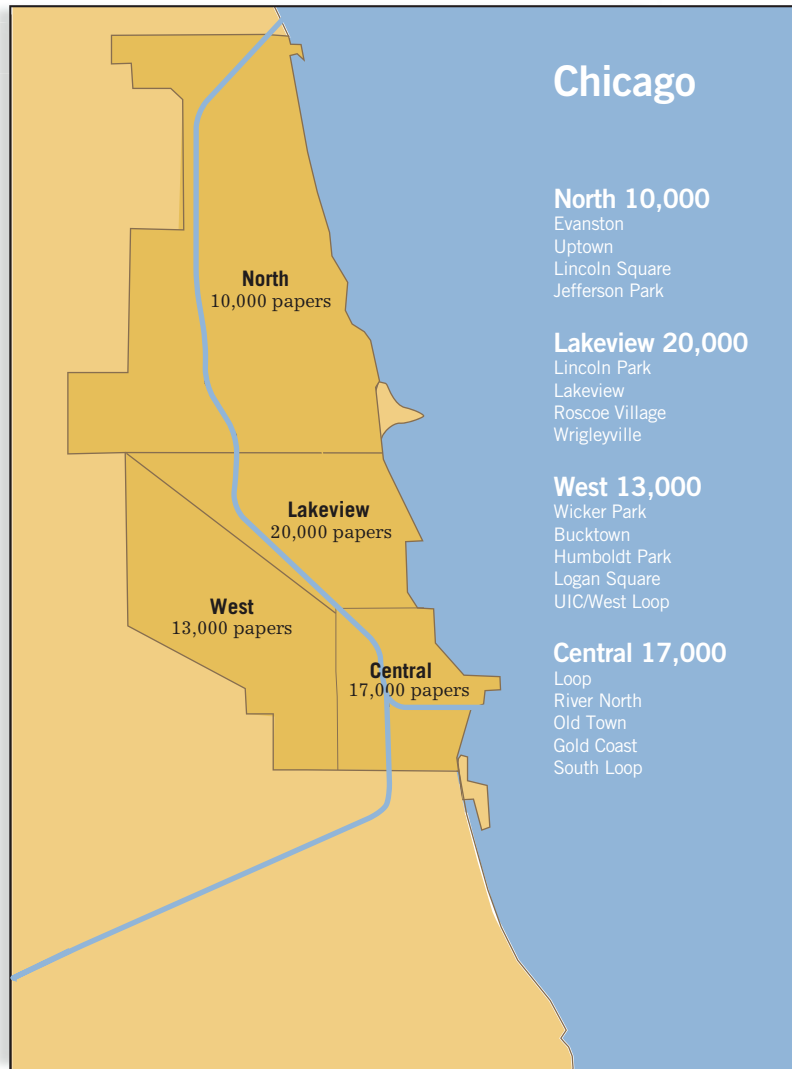 Chicago
North 10,000
Evanston
Uptown
Lincoln Square
Jefferson Park
Lakeview 20,000
Lincoln Park
Lakeview
Roscoe Village
Wrigleyville
West 13,000
Wicker Park
Bucktown
Humboldt Park
Logan Square
UIC/West Loop
Central 17,000
Loop
River North
Old Town
Gold Coast
South Loop
North
10,000 papers
Lakeview
20,000 papers
West
13,000 papers
Central
17,000 papers